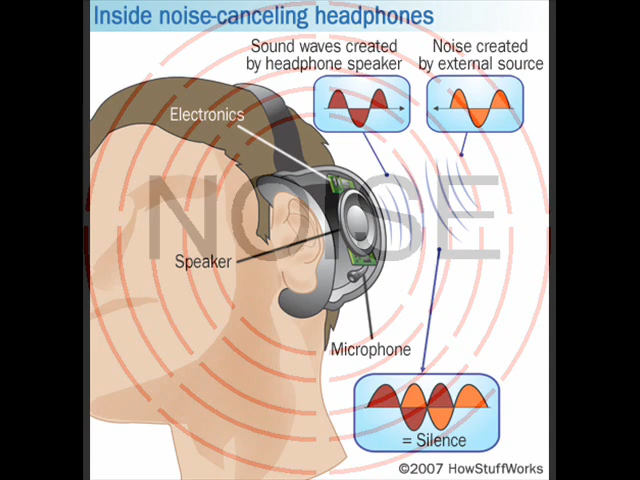 Inside noise-canceling headphones
Sound waves created
by headphone speaker
Noise created
by external source
Electronics
NOISE
Speaker
Microphone
= Silence
©2007 HowStuffWorks